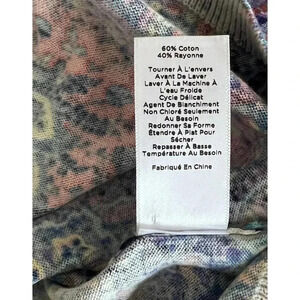 60% Coton
40% Rayonne
Tourner À L'envers
Avant De Laver
Laver À La Machine À
L'eau Froide
Cycle Délicat
Agent De Blanchiment
Non Chloré Seulement
Au Besoin
Redonner Sa Forme
Étendre À Plat Pour
Sécher
Repasser À Basse
Température Au Besoin
Fabriqué En Chine